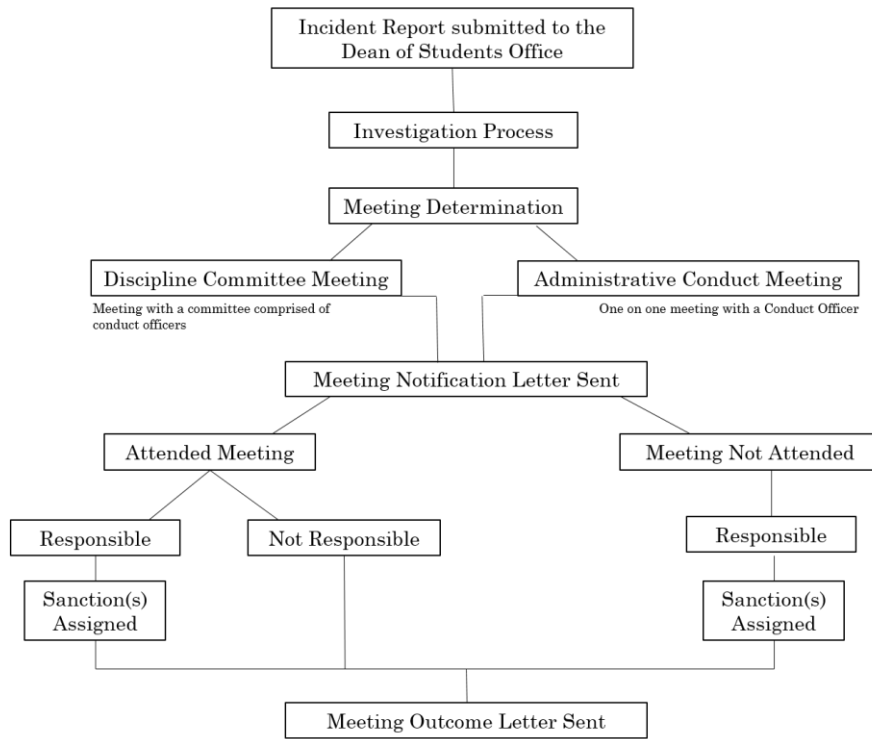 Incident Report submitted to the
Dean of Students Office
Investigation Process
Meeting Determination
Discipline Committee Meeting
Meeting with a committee comprised of
conduct officers
Administrative Conduct Meeting
One on one meeting with a Conduct Officer
Meeting Notification Letter Sent
Attended Meeting
Meeting Not Attended
Responsible
Not Responsible
Responsible
Sanction(s)
Assigned
Sanction(s)
Assigned
Meeting Outcome Letter Sent